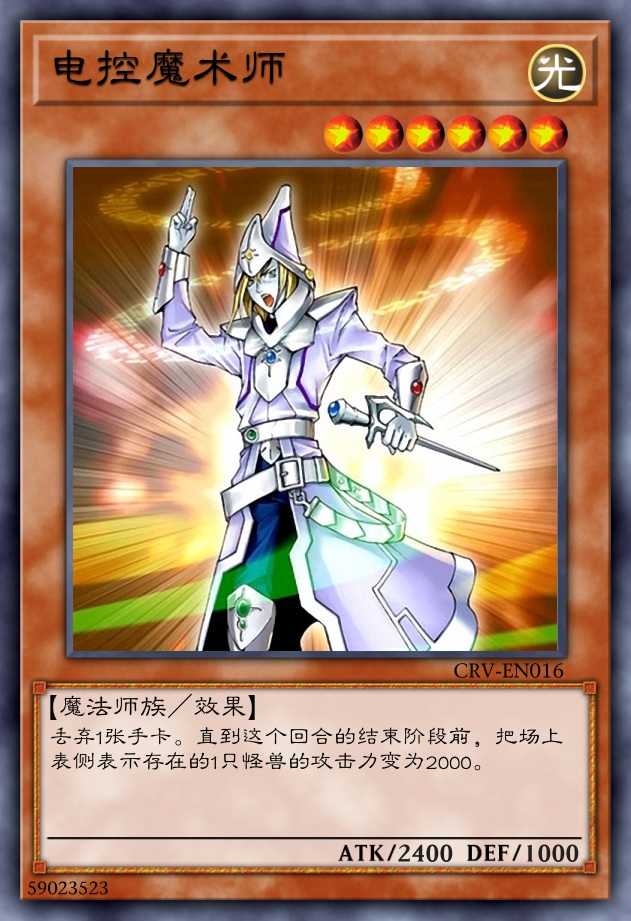 电控魔术师
光
CRV-EN016
【魔法师族／效果】
丢弃1张手卡。直到这个回合的结束阶段前，把场上
表侧表示存在的1只怪兽的攻击力变为2000。
ATK/2400 DEF/1000
59023523